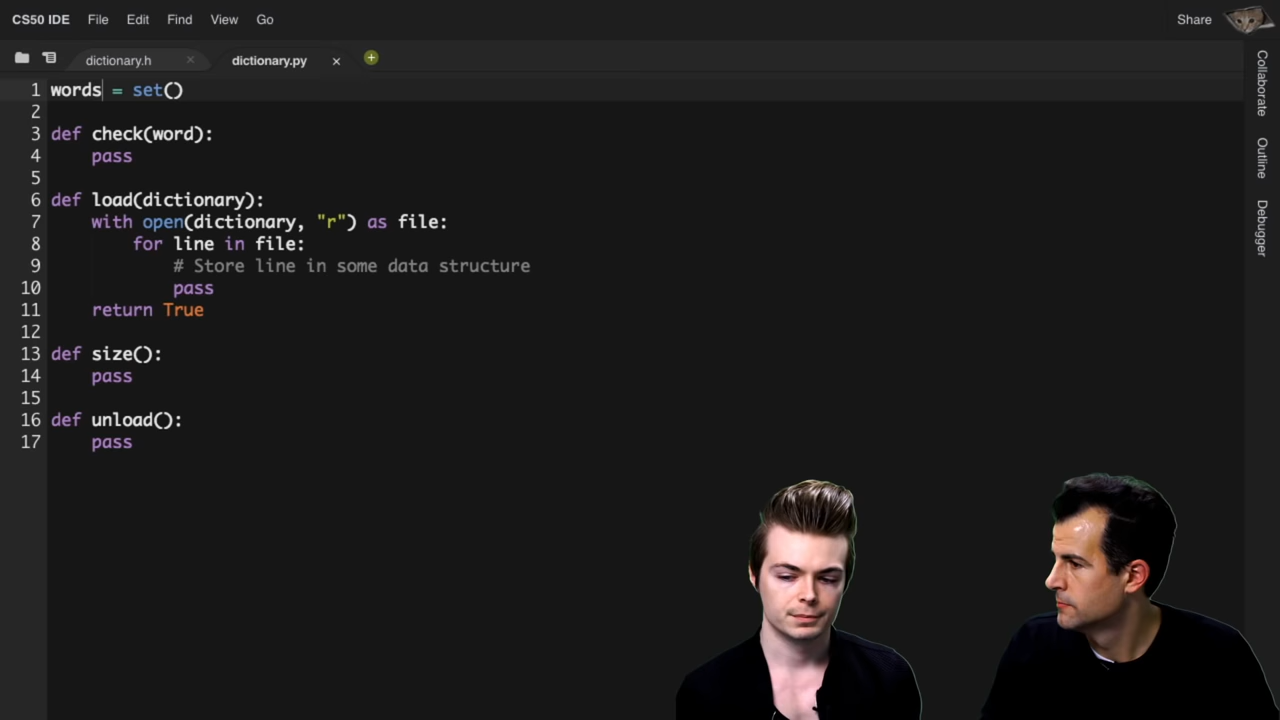 CS50 IDE File Edit Find View Go Share
dictionary.h dictionary.py
1 words = set()
2
3 def check(word):
4     pass
5
6 def load(dictionary):
7     with open(dictionary, "r") as file:
8         for line in file:
9             # Store line in some data structure
10             pass
11     return True
12
13 def size():
14     pass
15
16 def unload():
17     pass
Collaborate
Outline
Debugger